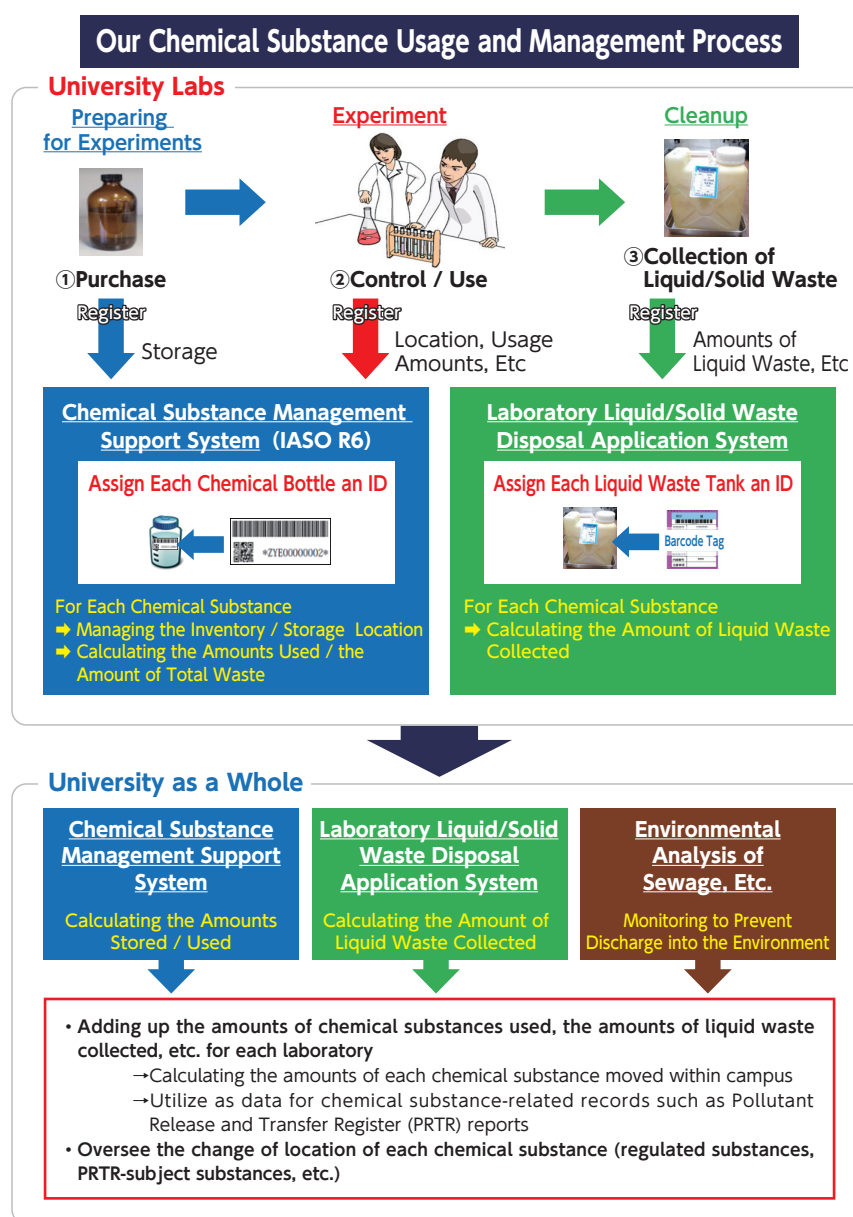 Our Chemical Substance Usage and Management Process
University Labs
Preparing
for Experiments
Experiment
Cleanup
①Purchase
②Control / Use
③Collection of
Liquid/Solid Waste
Register
Storage
Register
Location, Usage
Amounts, Etc
Register
Amounts of
Liquid Waste, Etc
Chemical Substance Management
Support System (IASO R6)
Assign Each Chemical Bottle an ID
*ZYE00000002*
For Each Chemical Substance
➡ Managing the Inventory / Storage Location
➡ Calculating the Amounts Used / the
Amount of Total Waste
Laboratory Liquid/Solid Waste
Disposal Application System
Assign Each Liquid Waste Tank an ID
Barcode Tag
For Each Chemical Substance
➡ Calculating the Amount of Liquid Waste
Collected
University as a Whole
Chemical Substance
Management Support
System
Calculating the Amounts
Stored / Used
Laboratory Liquid/Solid
Waste Disposal
Application System
Calculating the Amount of
Liquid Waste Collected
Environmental
Analysis of
Sewage, Etc.
Monitoring to Prevent
Discharge into the Environment
• Adding up the amounts of chemical substances used, the amounts of liquid waste
collected, etc. for each laboratory
→Calculating the amounts of each chemical substance moved within campus
→Utilize as data for chemical substance-related records such as Pollutant
Release and Transfer Register (PRTR) reports
• Oversee the change of location of each chemical substance (regulated substances,
PRTR-subject substances, etc.)